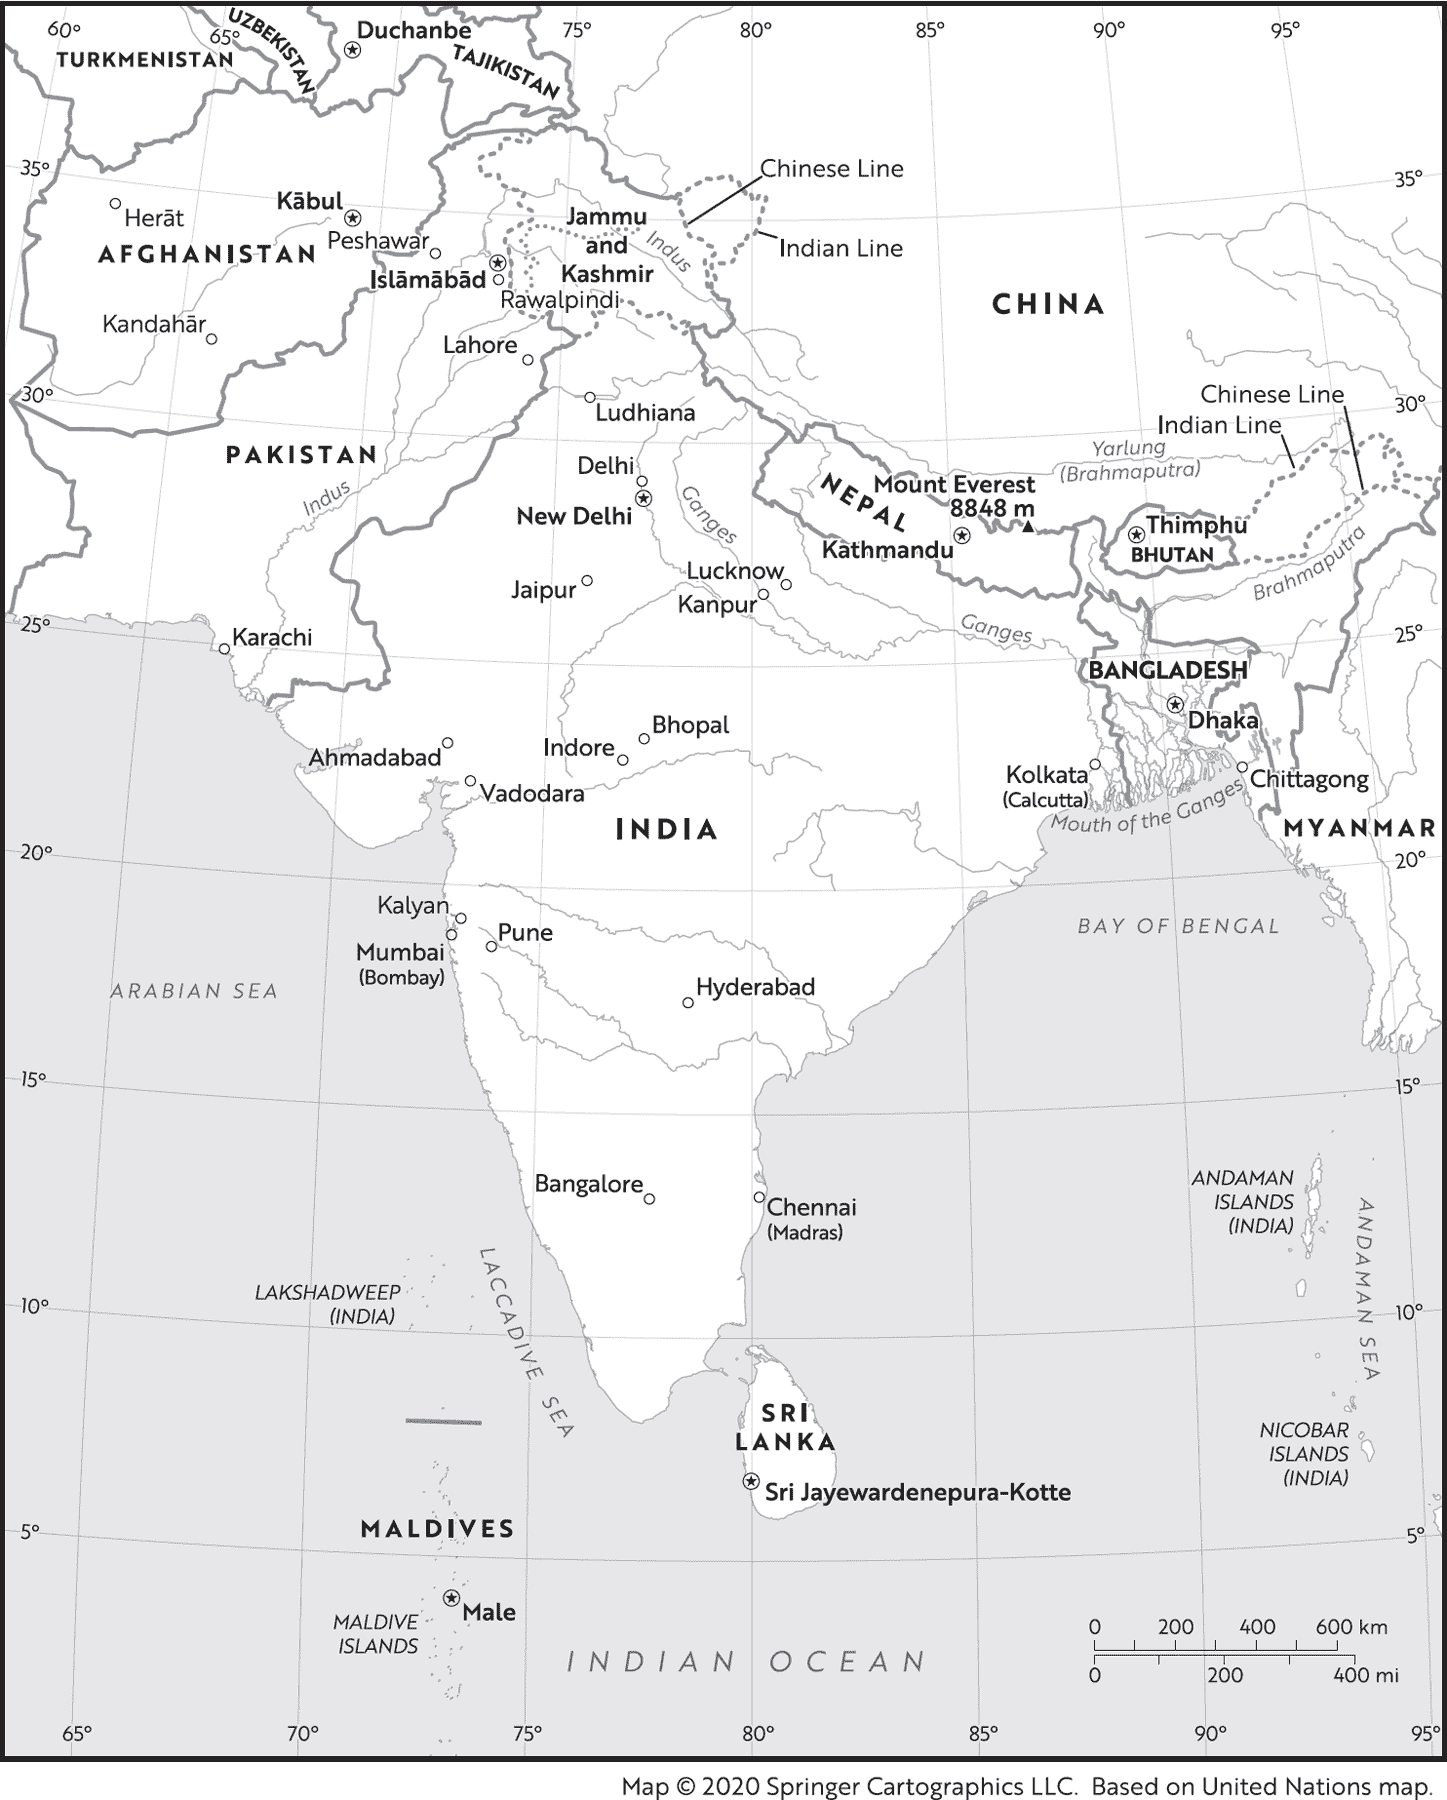 60°
65°
75°
80°
85°
90°
95°
UZBEKISTAN
Duchanbe
TURKMENISTAN
TAJIKISTAN
35°
Chinese Line
35°
Kābul
Herāt
Jammu
and
Kashmir
Peshawar
AFGHANISTAN
Indus
Indian Line
Islāmābād
Rawalpindi
CHINA
Kandahār
Lahore
30°
Chinese Line
30°
Ludhiana
Indian Line
PAKISTAN
Yarlung
(Brahmaputra)
Delhi
Indus
NEPAL
Mount Everest
8848 m
Ganges
New Delhi
Thimphu
Kathmandu
BHUTAN
Lucknow
Brahmaputra
Jaipur
Kanpur
25°
Karachi
Ganges
25°
BANGLADESH
Dhaka
Bhopal
Indore
Ahmadabad
Kolkata
(Calcutta)
Chittagong
Vadodara
Mouth of the Ganges
INDIA
MYANMAR
20°
20°
Kalyan
BAY OF BENGAL
Pune
Mumbai
(Bombay)
ARABIAN SEA
Hyderabad
15°
15°
Bangalore
ANDAMAN
ISLANDS
(INDIA)
Chennai
(Madras)
ANDAMAN SEA
LACCADIVE SEA
LAKSHADWEEP
(INDIA)
10°
10°
SRI
LANKA
NICOBAR
ISLANDS
(INDIA)
Sri Jayewardenepura-Kotte
MALDIVES
5°
5°
Male
MALDIVE
ISLANDS
0 200 400 600 km
INDIAN OCEAN
0 200 400 mi
65°
70°
75°
80°
85°
90°
95°
Map © 2020 Springer Cartographics LLC. Based on United Nations map.